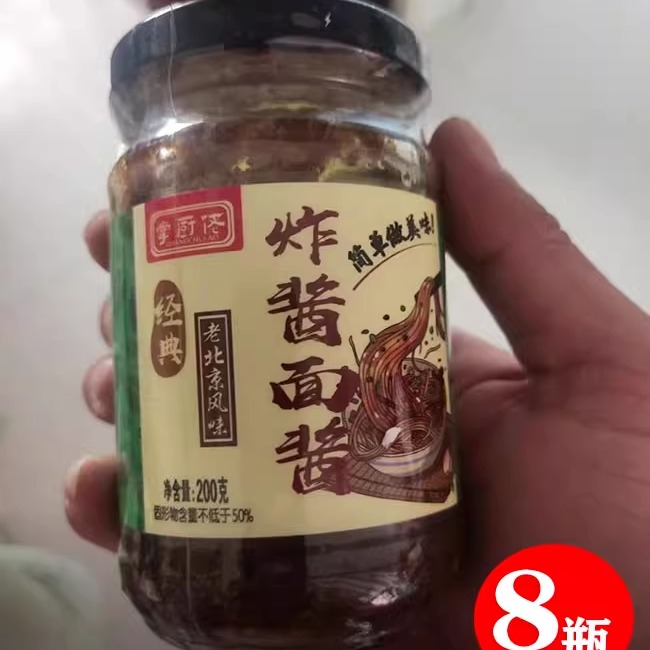 掌厨佬
ZHANGCHULAO
简单做美味!
炸酱面酱
经典
老北京风味
净含量:200克
固形物含量不低于50%
8瓶